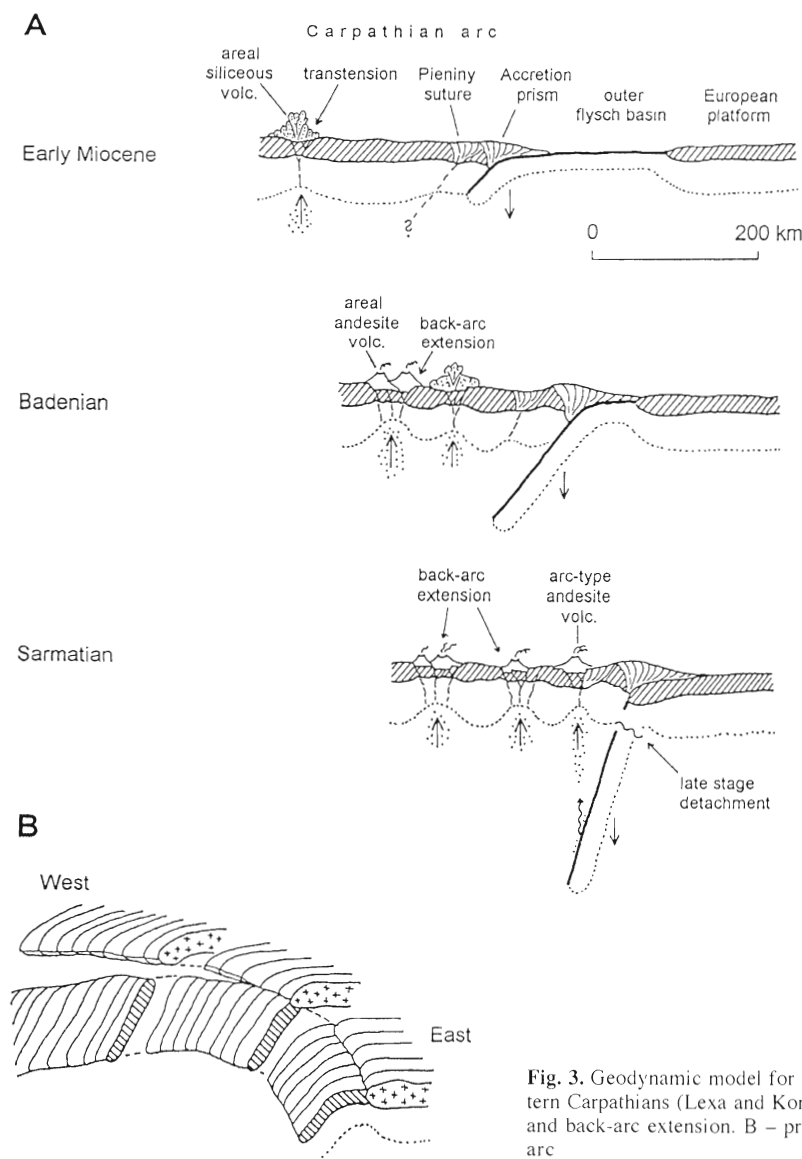 A
Carpathian arc
areal
siliceous
volc.
transtension
Pieniny
suture
Accretion
prism
outer
flysch basin
European
platform
Early Miocene
?
0 200 km
areal
andesite
volc.
back-arc
extension
Badenian
back-arc
extension
arc-type
andesite
volc.
Sarmatian
late stage
detachment
B
West
East
Fig. 3. Geodynamic model for
tern Carpathians (Lexa and Kon
and back-arc extension. B – pr
arc